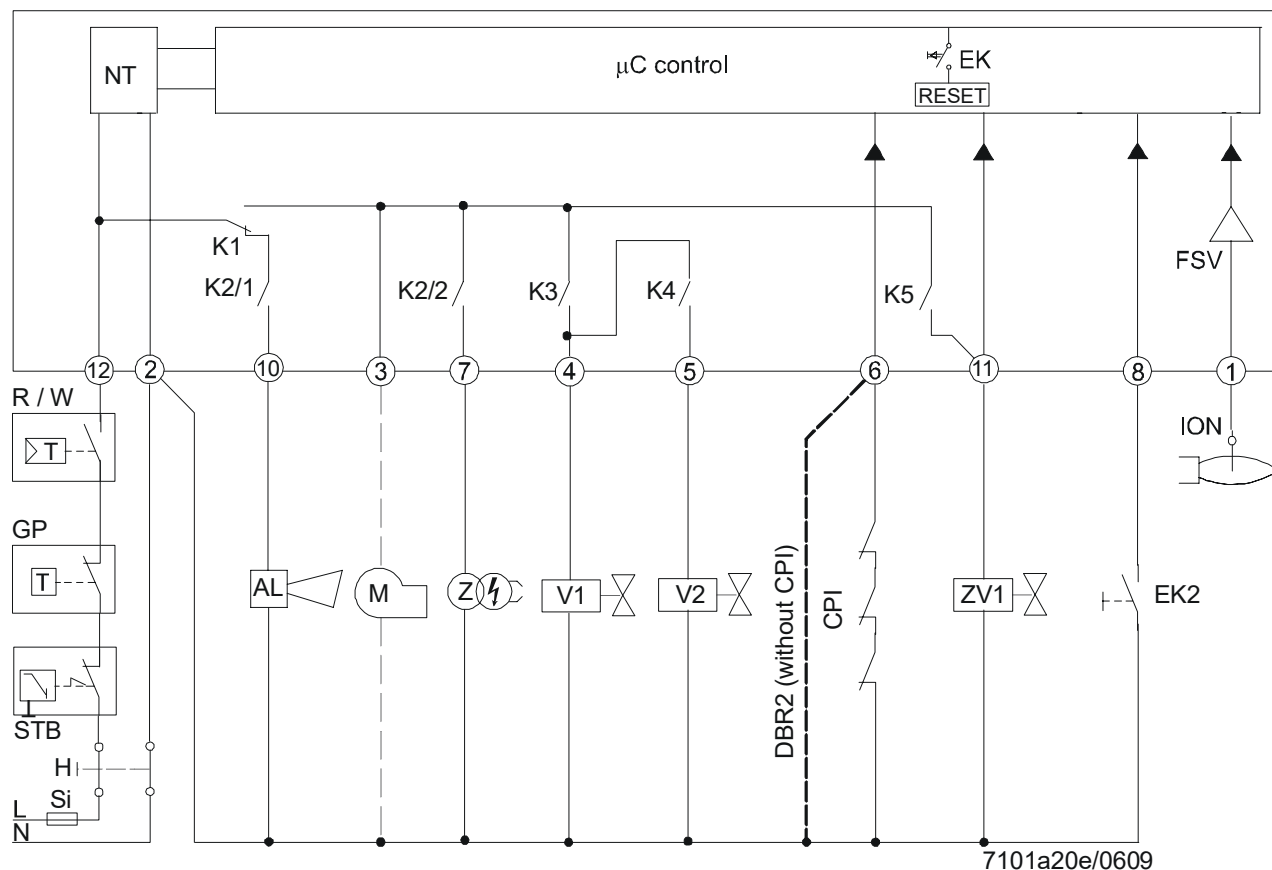 NT
µC control
EK
RESET
K1
K2/1
K2/2
K3
K4
K5
FSV
12
2
10
3
7
4
5
6
11
8
1
R / W
T
ION
GP
T
AL
M
Z
V1
V2
DBR2 (without CPI)
CPI
ZV1
EK2
STB
H
Si
L
N
7101a20e/0609